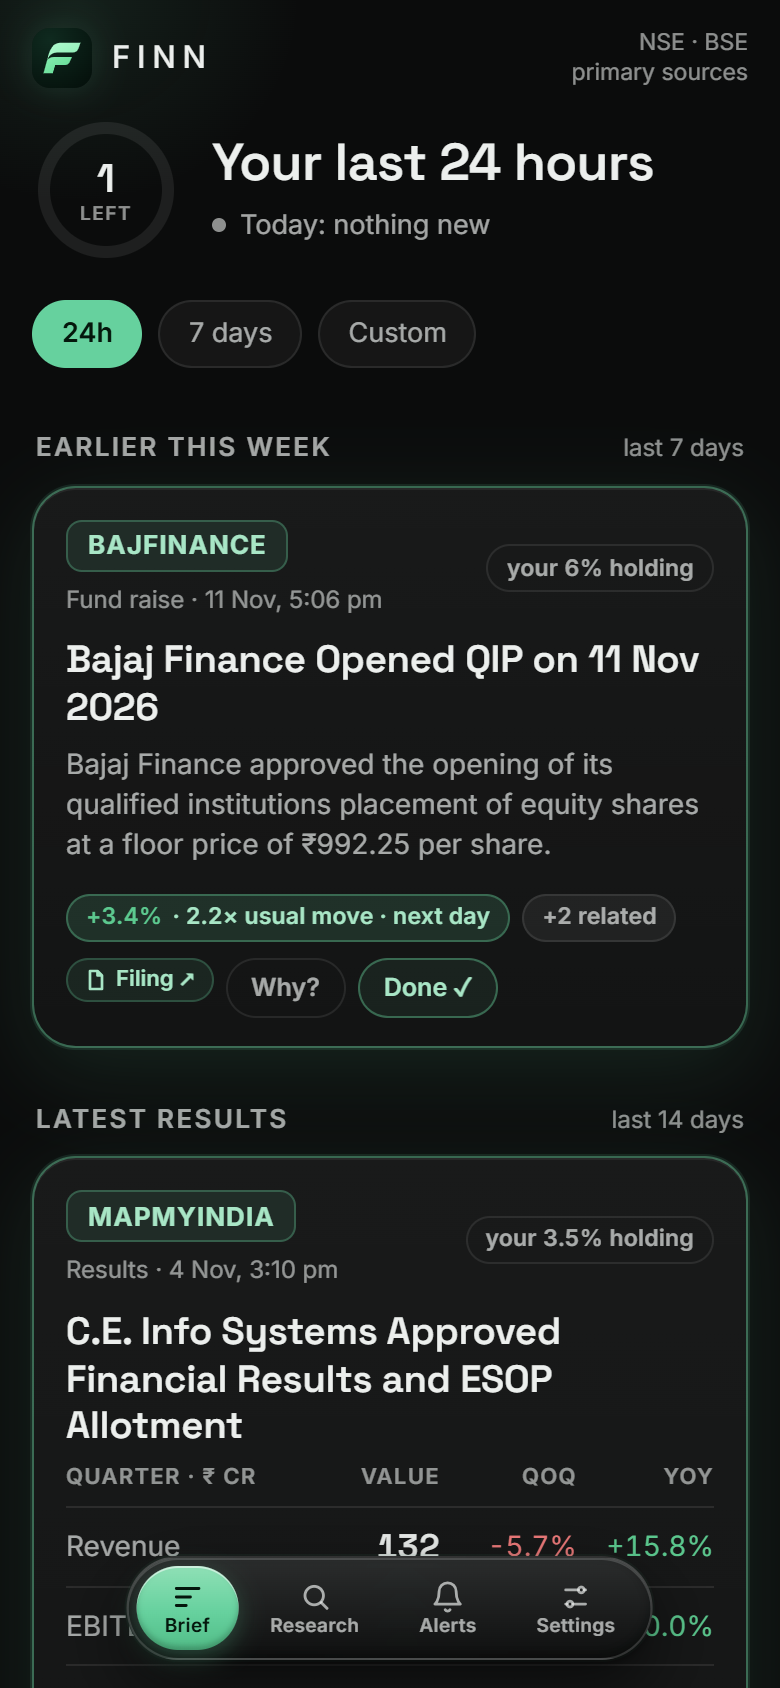 FINN
NSE · BSE
primary sources
1
LEFT
Your last 24 hours
Today: nothing new
24h
7 days
Custom
EARLIER THIS WEEK
last 7 days
BAJFINANCE
your 6% holding
Fund raise · 11 Nov, 5:06 pm
Bajaj Finance Opened QIP on 11 Nov
2026
Bajaj Finance approved the opening of its
qualified institutions placement of equity shares
at a floor price of ₹992.25 per share.
+3.4% · 2.2× usual move · next day
+2 related
Filing ↗
Why?
Done ✓
LATEST RESULTS
last 14 days
MAPMYINDIA
your 3.5% holding
Results · 4 Nov, 3:10 pm
C.E. Info Systems Approved
Financial Results and ESOP
Allotment
QUARTER · ₹ CR VALUE QOQ YOY
Revenue 132 -5.7% +15.8%
Brief
Research
Alerts
Settings